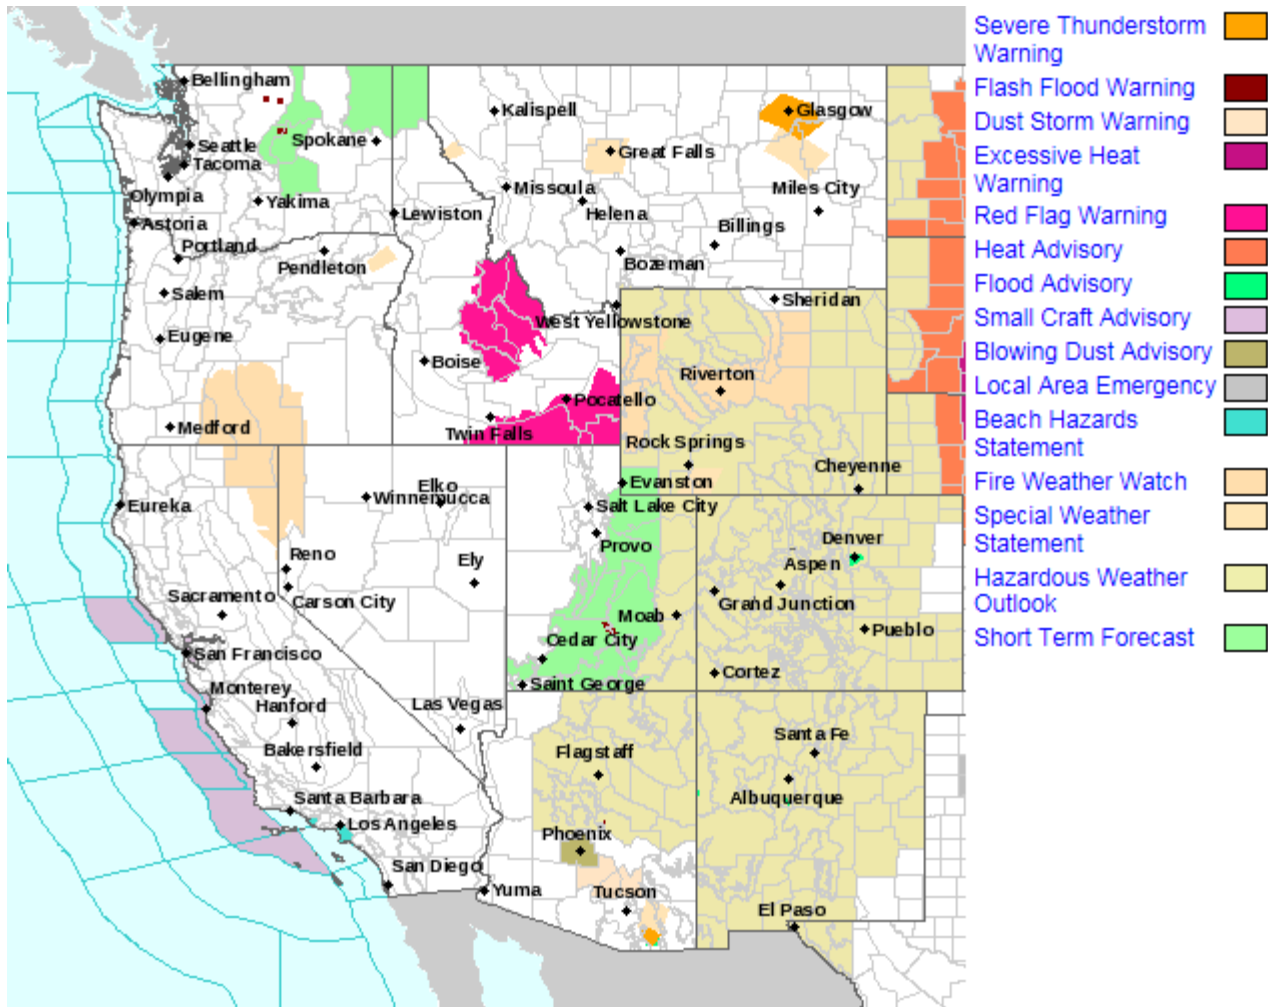 Severe Thunderstorm
Warning
Flash Flood Warning
Dust Storm Warning
Excessive Heat
Warning
Red Flag Warning
Heat Advisory
Flood Advisory
Small Craft Advisory
Blowing Dust Advisory
Local Area Emergency
Beach Hazards
Statement
Fire Weather Watch
Special Weather
Statement
Hazardous Weather
Outlook
Short Term Forecast
Bellingham
Seattle
Tacoma
Olympia
Spokane
Yakima
Astoria
Portland
Pendleton
Salem
Eugene
Medford
Kalispell
Great Falls
Glasgow
Missoula
Helena
Miles City
Lewiston
Billings
Bozeman
West Yellowstone
Sheridan
Boise
Pocatello
Twin Falls
Riverton
Rock Springs
Cheyenne
Evanston
Eureka
Elko
Winnemucca
Salt Lake City
Provo
Reno
Ely
Carson City
Sacramento
Denver
Aspen
Grand Junction
Moab
Pueblo
Cedar City
Cortez
Saint George
San Francisco
Monterey
Hanford
Las Vegas
Bakersfield
Flagstaff
Santa Fe
Albuquerque
Santa Barbara
Los Angeles
Phoenix
San Diego
Yuma
Tucson
El Paso